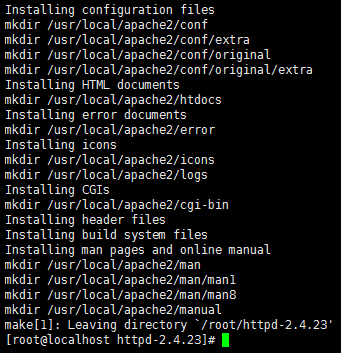 Installing configuration files
mkdir /usr/local/apache2/conf
mkdir /usr/local/apache2/conf/extra
mkdir /usr/local/apache2/conf/original
mkdir /usr/local/apache2/conf/original/extra
Installing HTML documents
mkdir /usr/local/apache2/htdocs
Installing error documents
mkdir /usr/local/apache2/error
Installing icons
mkdir /usr/local/apache2/icons
mkdir /usr/local/apache2/logs
Installing CGIs
mkdir /usr/local/apache2/cgi-bin
Installing header files
Installing build system files
Installing man pages and online manual
mkdir /usr/local/apache2/man
mkdir /usr/local/apache2/man/man1
mkdir /usr/local/apache2/man/man8
mkdir /usr/local/apache2/manual
make[1]: Leaving directory `/root/httpd-2.4.23'
[root@localhost httpd-2.4.23]#